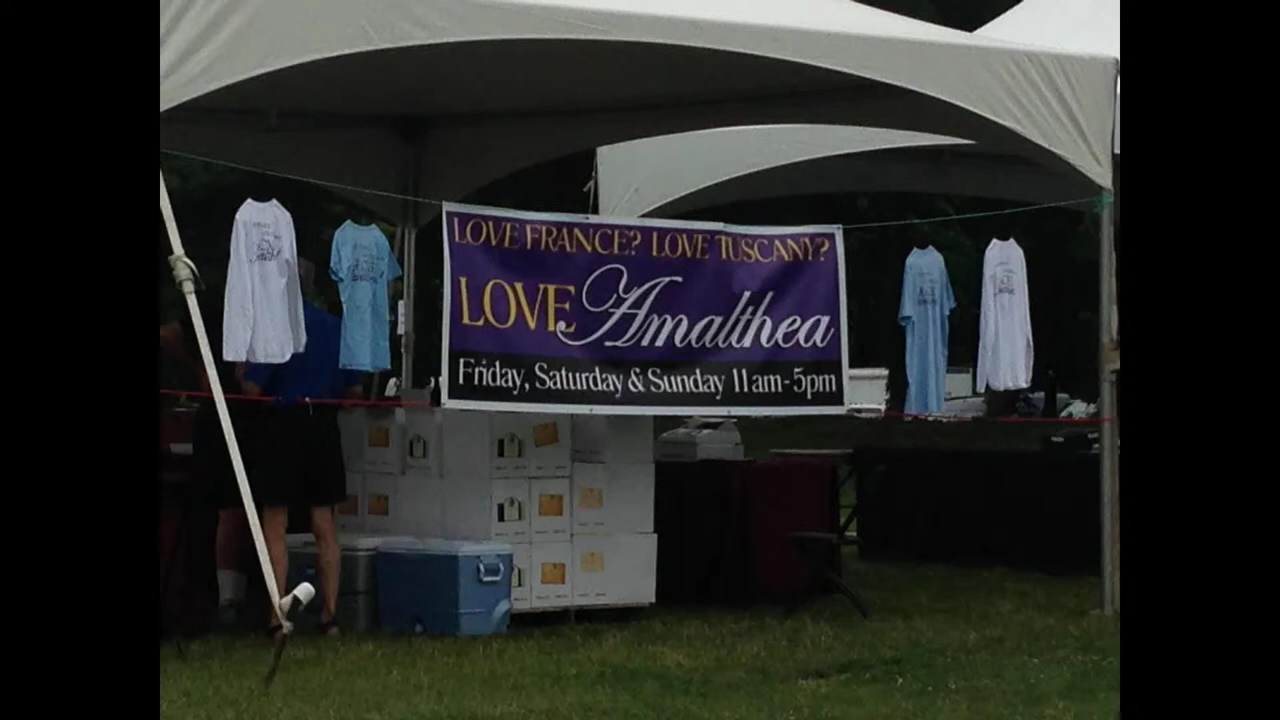 LOVE FRANCE? LOVE TUSCANY?
LOVE Amalthea
Friday, Saturday & Sunday 11am-5pm